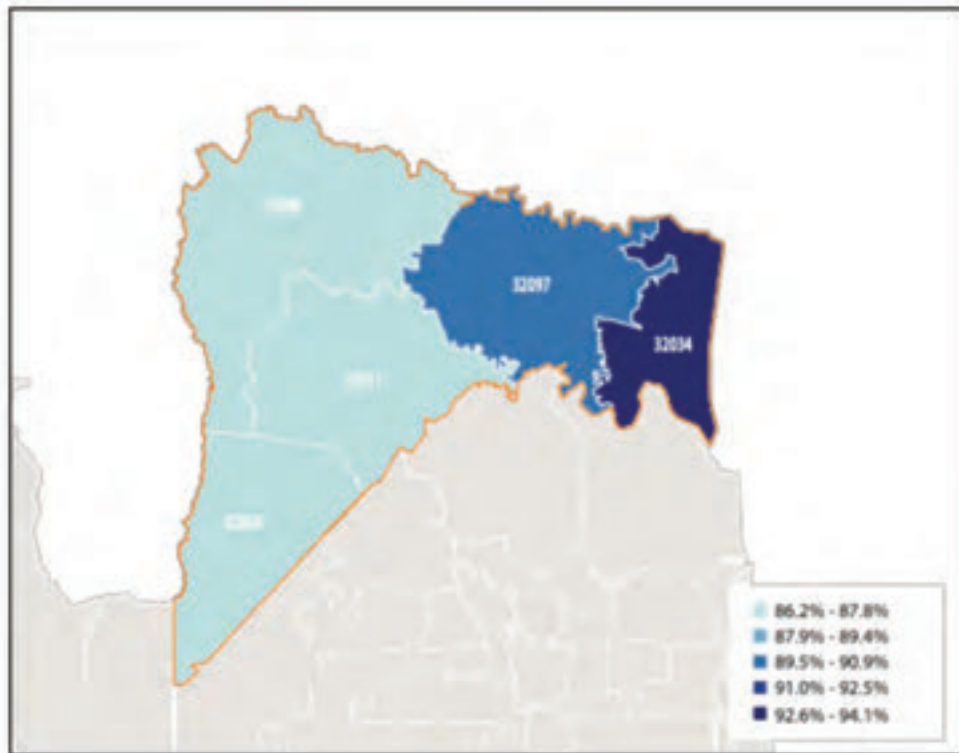 32097
32034
86.2% - 87.8%
87.9% - 89.4%
89.5% - 90.9%
91.0% - 92.5%
92.6% - 94.1%